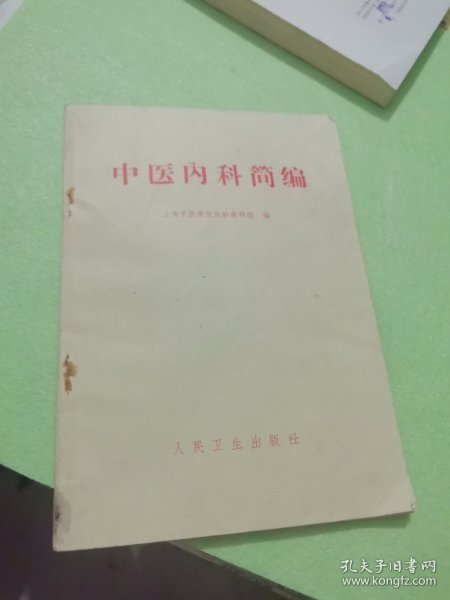 中医内科简编
上海中医学院内科教研组 编
人民卫生出版社
孔夫子旧书网
www.kongfz.com